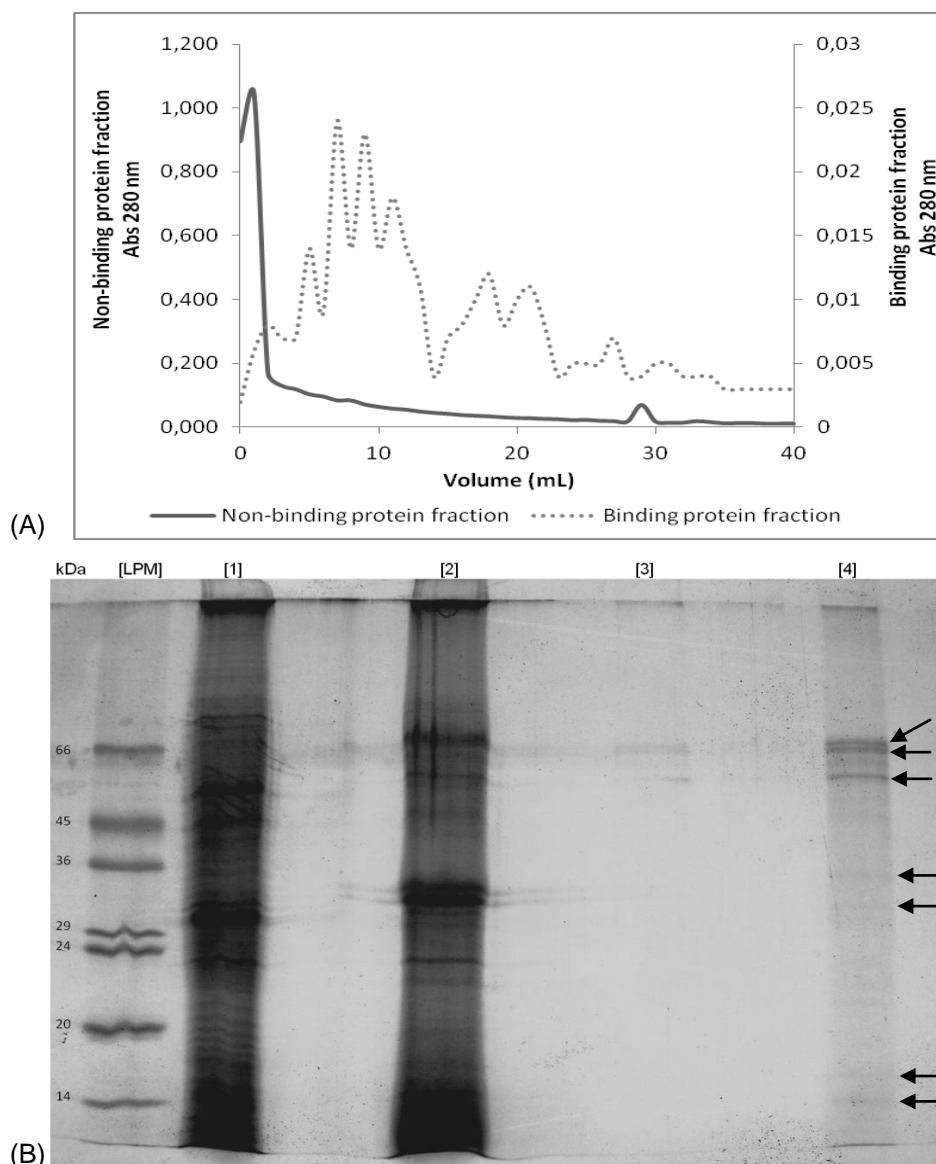 1,200
1,000
0,800
0,600
0,400
0,200
0,000
Non-binding protein fraction
Abs 280 nm
0,03
0,025
0,02
0,015
0,01
0,005
0
Binding protein fraction
Abs 280 nm
0
10
20
30
40
Volume (mL)
Non-binding protein fraction
Binding protein fraction
(A)
kDa [LPM] [1] [2] [3] [4]
66
45
36
29
24
20
14
(B)